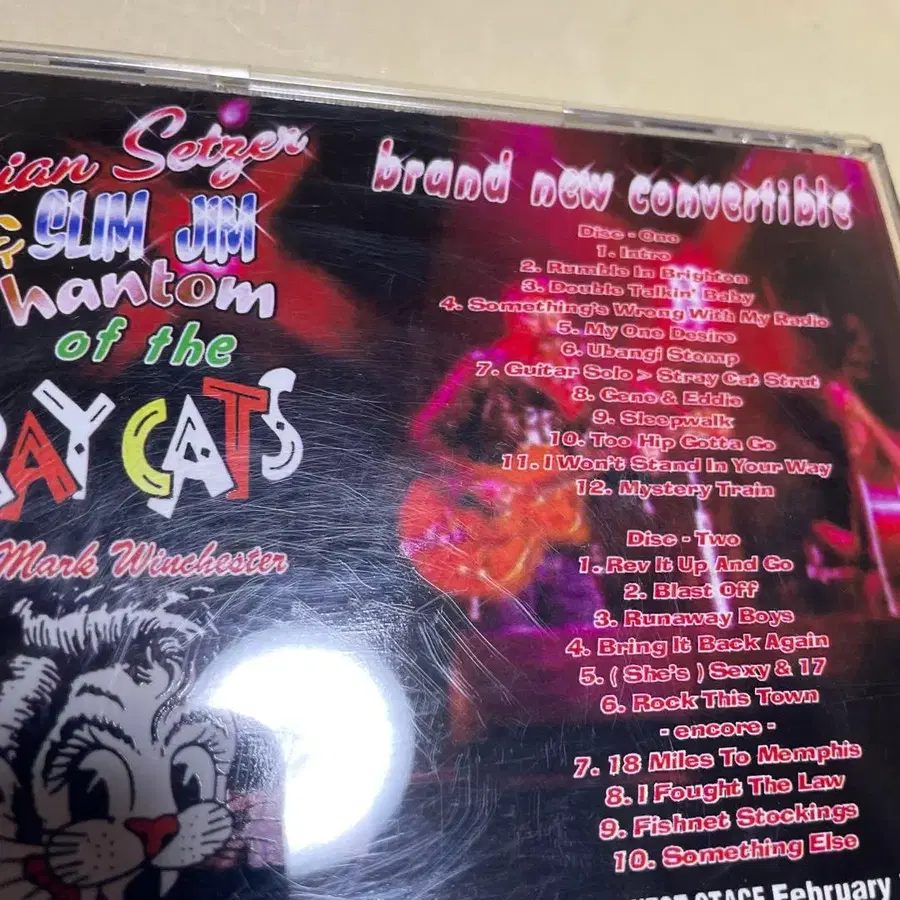 ian Setzer
& SLIM JIM
hantom
of the
RAY CATS
Mark Winchester
brand new convertible
Disc - One
1. Intro
2. Rumble In Brighton
3. Double Talkin' Baby
4. Something's Wrong With My Radio
5. My One Desire
6. Ubangi Stomp
7. Guitar Solo > Stray Cat Strut
8. Gene & Eddie
9. Sleepwalk
10. Too Hip Gotta Go
11. I Won't Stand In Your Way
12. Mystery Train
Disc - Two
1. Rev It Up And Go
2. Blast Off
3. Runaway Boys
4. Bring It Back Again
5. ( She's ) Sexy & 17
6. Rock This Town
- encore -
7. 18 Miles To Memphis
8. I Fought The Law
9. Fishnet Stockings
10. Something Else
STAGE February